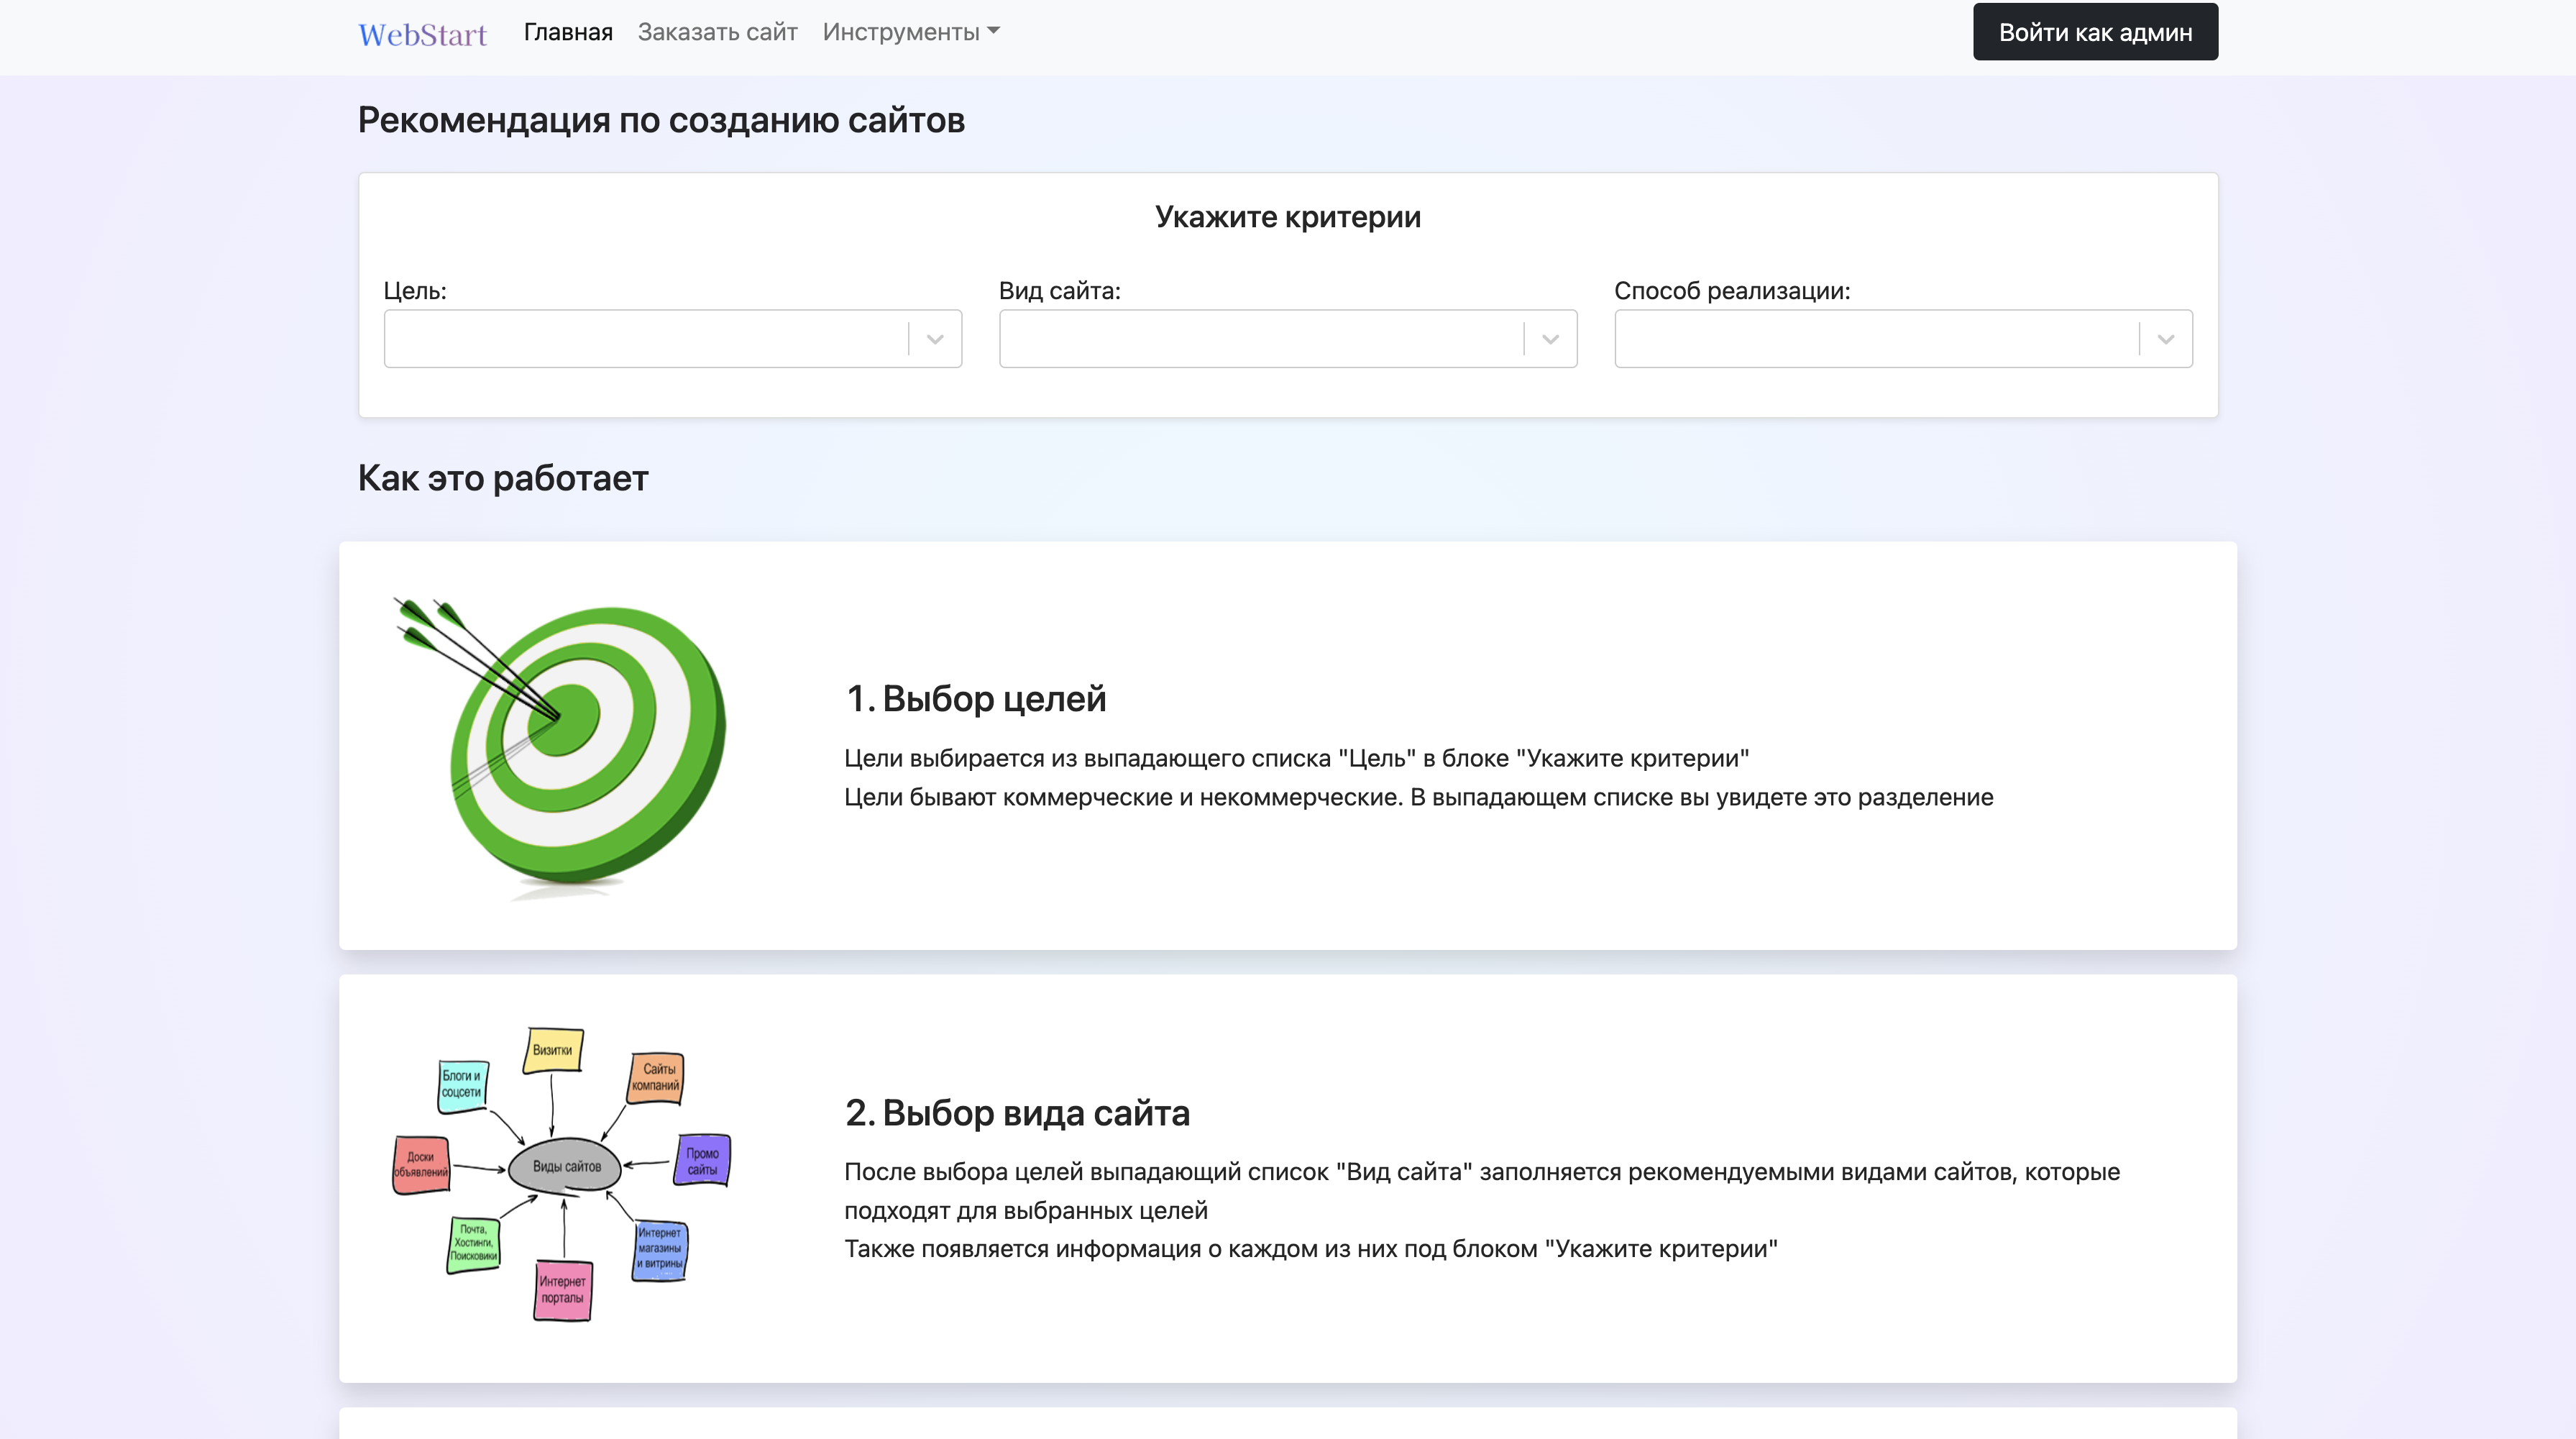 WebStart Главная Заказать сайт Инструменты Войти как админ
Рекомендация по созданию сайтов
Укажите критерии
Цель: Вид сайта: Способ реализации:
Как это работает
1. Выбор целей
Цели выбирается из выпадающего списка "Цель" в блоке "Укажите критерии"
Цели бывают коммерческие и некоммерческие. В выпадающем списке вы увидете это разделение
Визитки
Сайты
компаний
Блоги и
соцсети
Промо
сайты
Доски
объявлений
Виды сайтов
Почта,
Хостинги,
Поисковики
Интернет
магазины
и витрины
Интернет
порталы
2. Выбор вида сайта
После выбора целей выпадающий список "Вид сайта" заполняется рекомендуемыми видами сайтов, которые
подходят для выбранных целей
Также появляется информация о каждом из них под блоком "Укажите критерии"